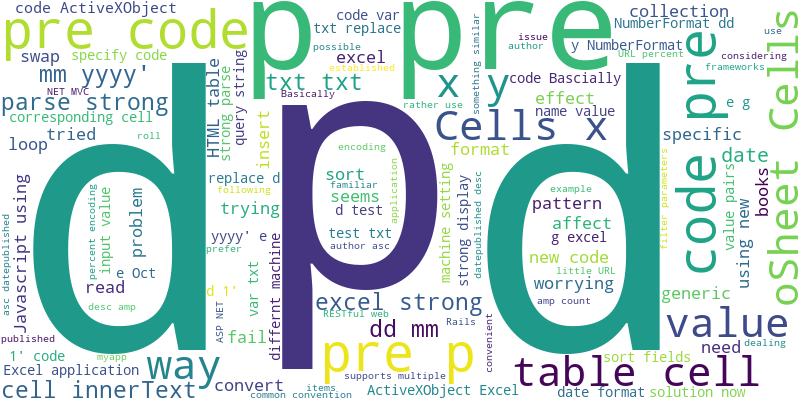 code ActiveXObject
pre code
swap
specify code
mm yyyy'
NET MVC
parse strong
corresponding cell
tried
roll
loop
HTML table
strong parse
query string
insert
p pre
code var
txt replace
possible
excel
established
txt txt
Basically
x y
rather use
something similar
issue
author
code Bascially
effect
name value
NumberFormat dd
collection
use
y NumberFormat
URL percent
considering
frameworks
e g
specific
date
books
code pre
oSheet cells
Cells x
format
d p d
replace d
following
trying
yyyy' e
prefer
d 1'
var txt
ASP NET
fail
differnt machine
convert
encoding
sort
familiar
seems
d test
application
test txt
author asc
machine setting
strong display
datepublished desc
example
pattern
affect
g excel
new code
little URL
worrying
amp count
filter parameters
value pairs
using new
generic
value
need
dealing
asc datepublished
Javascript using
percent encoding
input value
problem
e Oct
read
desc amp
published
1' code
myapp
Excel application
cell innerText
way
excel strong
RESTful web
dd mm
Rails
convenient
pre p
supports multiple
items
common convention
ActiveXObject Excel
table cell
sort fields
date format
solution now